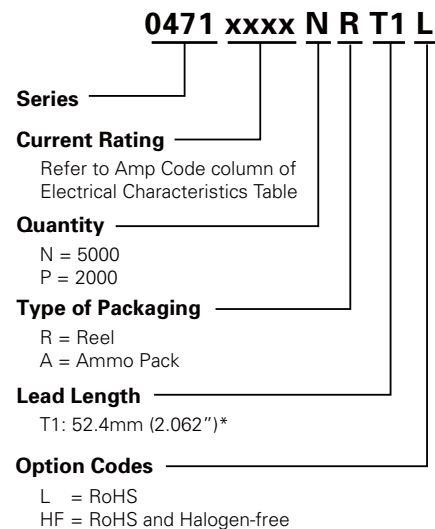 0471 xxxx N R T1 L
Series
Current Rating
Refer to Amp Code column of
Electrical Characteristics Table
Quantity
N = 5000
P = 2000
Type of Packaging
R = Reel
A = Ammo Pack
Lead Length
T1: 52.4mm (2.062”)*
Option Codes
L = RoHS
HF = RoHS and Halogen-free